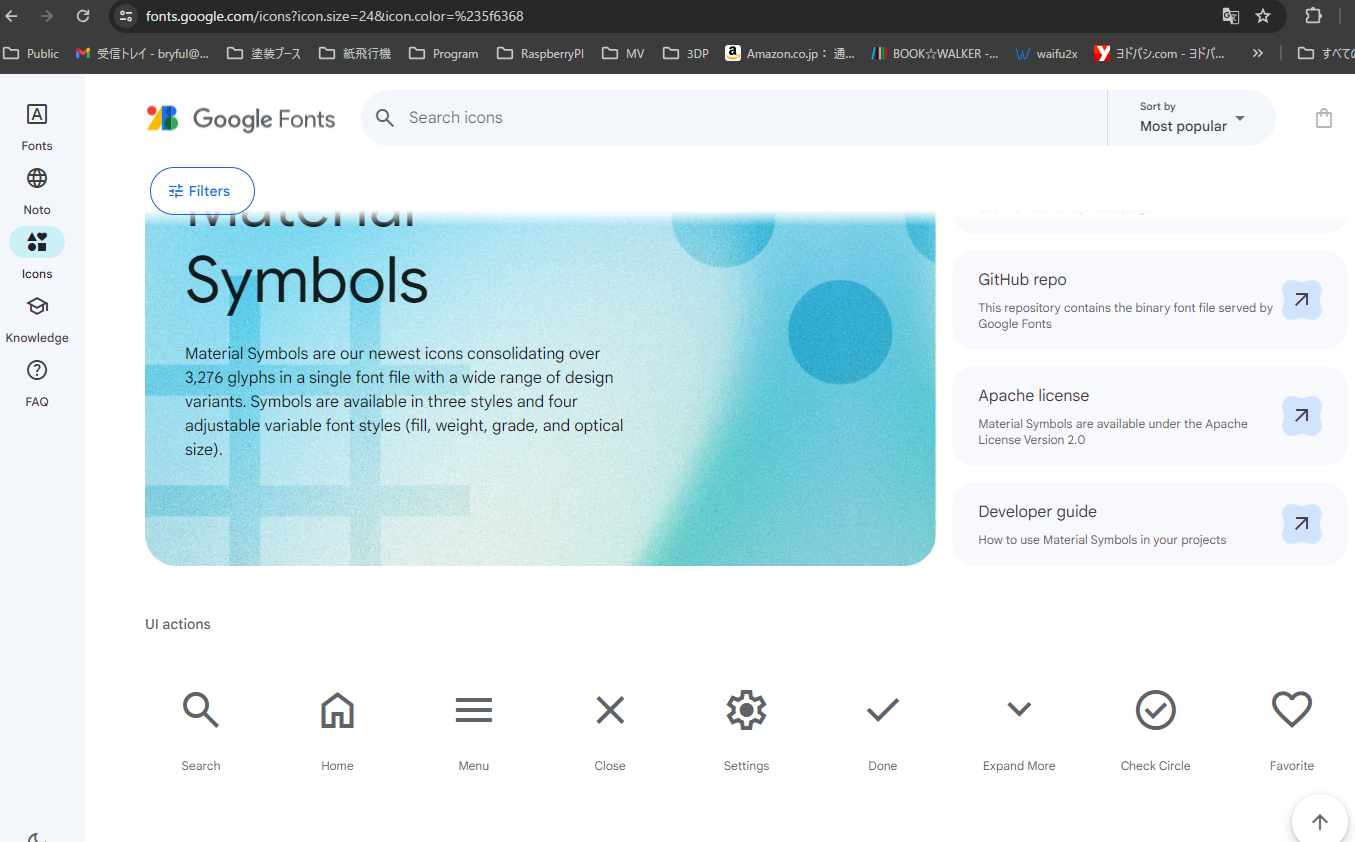 fonts.google.com/icons?icon.size=24&icon.color=%235f6368
Public
受信トレイ - bryful@...
塗装ブース
紙飛行機
Program
RaspberryPI
MV
3DP
Amazon.co.jp： 通...
BOOK☆WALKER -...
waifu2x
ヨドバシ.com - ヨドバ...
»
すべての
Fonts
Noto
Icons
Knowledge
FAQ
Google Fonts
Search icons
Sort by
Most popular
Filters
Material
Symbols
Material Symbols are our newest icons consolidating over
3,276 glyphs in a single font file with a wide range of design
variants. Symbols are available in three styles and four
adjustable variable font styles (fill, weight, grade, and optical
size).
GitHub repo
This repository contains the binary font file served by
Google Fonts
Apache license
Material Symbols are available under the Apache
License Version 2.0
Developer guide
How to use Material Symbols in your projects
UI actions
Search
Home
Menu
Close
Settings
Done
Expand More
Check Circle
Favorite